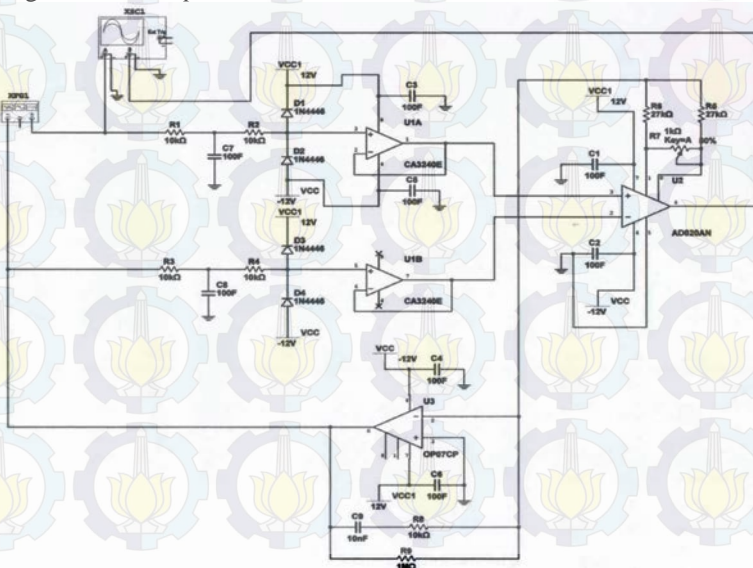 XSC1
Ext Trig
XFG1
VCC1
12V
C3
100F
D1
1N4446
U1A
R1
10kΩ
R2
10kΩ
C7
100F
D2
1N4446
CA3240E
VCC
-12V
C5
100F
VCC1
12V
D3
1N4446
U1B
R3
10kΩ
R4
10kΩ
C8
100F
D4
1N4446
CA3240E
VCC
-12V
VCC1
12V
C1
100F
27kΩ
27kΩ
R7
1kΩ
Key=A
U2
AD620AN
C2
100F
VCC
-12V
VCC
-12V
C4
100F
U3
OP07CP
C6
100F
VCC1
12V
C9
10nF
R8
10kΩ
R9
1MΩ